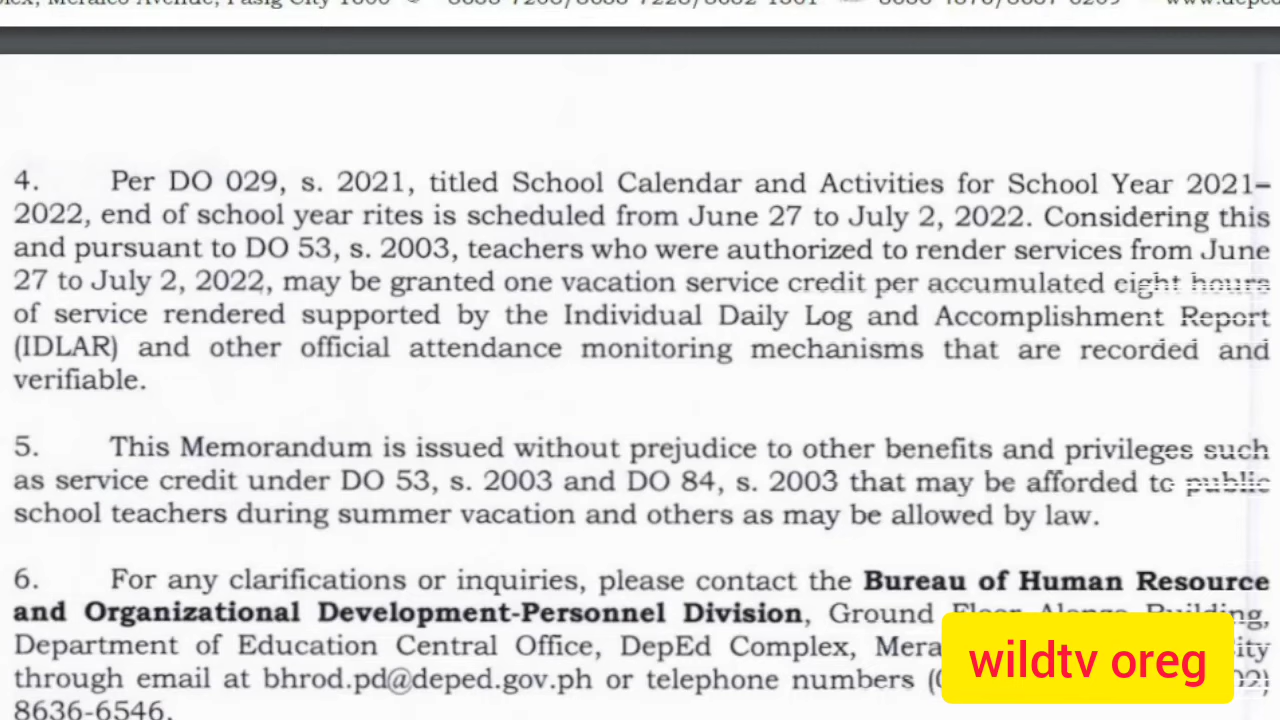 4. Per DO 029, s. 2021, titled School Calendar and Activities for School Year 2021–
2022, end of school year rites is scheduled from June 27 to July 2, 2022. Considering this
and pursuant to DO 53, s. 2003, teachers who were authorized to render services from June
27 to July 2, 2022, may be granted one vacation service credit per accumulated eight hours
of service rendered supported by the Individual Daily Log and Accomplishment Report
(IDLAR) and other official attendance monitoring mechanisms that are recorded and
verifiable.
5. This Memorandum is issued without prejudice to other benefits and privileges such
as service credit under DO 53, s. 2003 and DO 84, s. 2003 that may be afforded to public
school teachers during summer vacation and others as may be allowed by law.
6. For any clarifications or inquiries, please contact the Bureau of Human Resource
and Organizational Development-Personnel Division, Ground Floor
Department of Education Central Office, DepEd Complex,
through email at bhrod.pd@deped.gov.ph or telephone numbers
8636-6546.
wildtv oreg